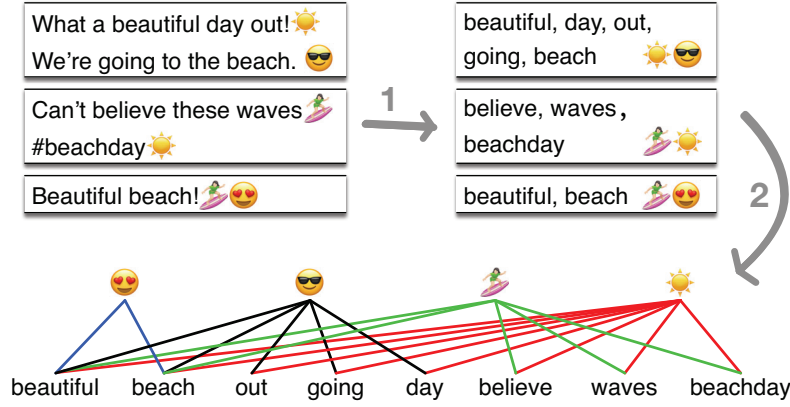 What a beautiful day out!☀️
We're going to the beach. 😎
Can't believe these waves🏄‍♀️
#beachday☀️
Beautiful beach!🏄‍♀️😍
1
beautiful, day, out,
going, beach ☀️😎
believe, waves,
beachday 🏄‍♀️☀️
beautiful, beach 🏄‍♀️😍
2
😍 😎 🏄‍♀️ ☀️
beautiful beach out going day believe waves beachday